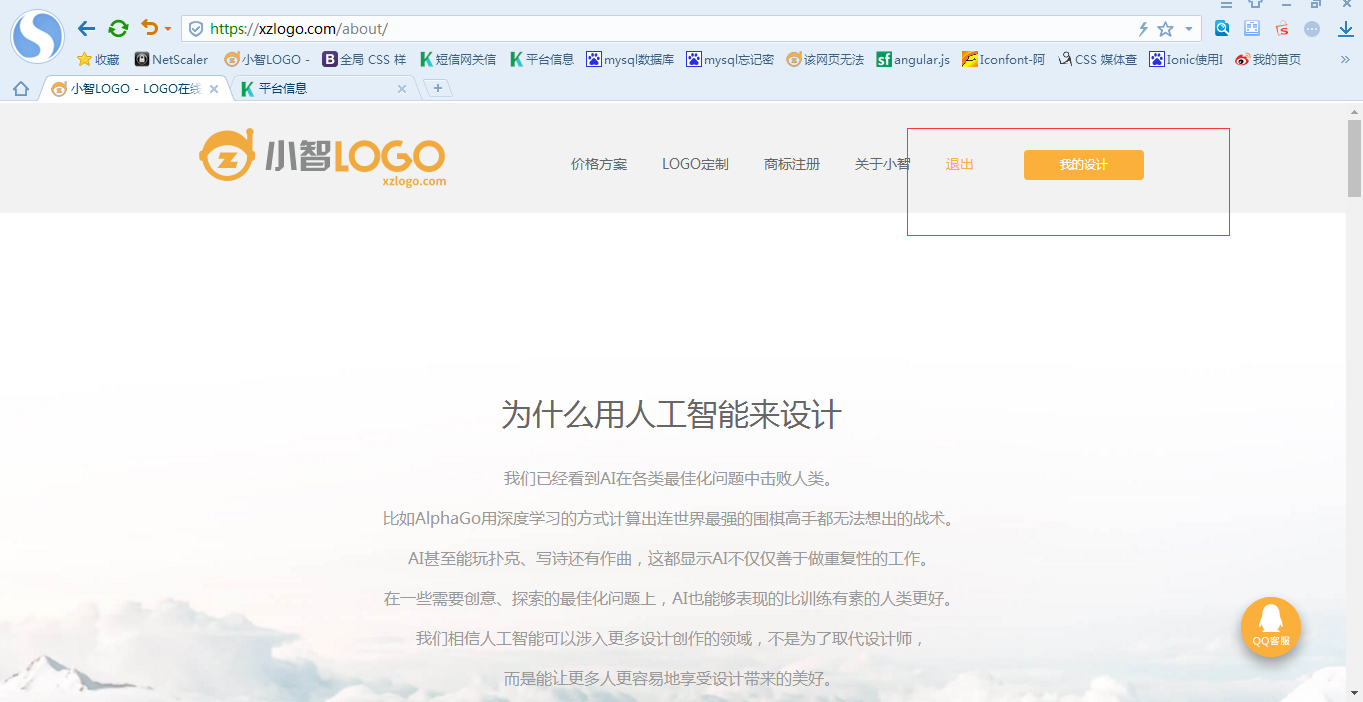 https://xzlogo.com/about/
收藏 NetScaler 小智LOGO - B 全局 CSS 样 K 短信网关信 K 平台信息 mysql数据库 mysql忘记密 该网页无法 sf angular.js Iconfont-阿 CSS 媒体查 Ionic使用I 我的首页 »
小智LOGO - LOGO在线 K 平台信息
小智LOGO
xzlogo.com
价格方案 LOGO定制 商标注册 关于小智 退出 我的设计
为什么用人工智能来设计
我们已经看到AI在各类最佳化问题中击败人类。
比如AlphaGo用深度学习的方式计算出连世界最强的围棋高手都无法想出的战术。
AI甚至能玩扑克、写诗还有作曲，这都显示AI不仅仅善于做重复性的工作。
在一些需要创意、探索的最佳化问题上，AI也能够表现的比训练有素的人类更好。
我们相信人工智能可以涉入更多设计创作的领域，不是为了取代设计师，
而是能让更多人更容易地享受设计带来的美好。
QQ客服